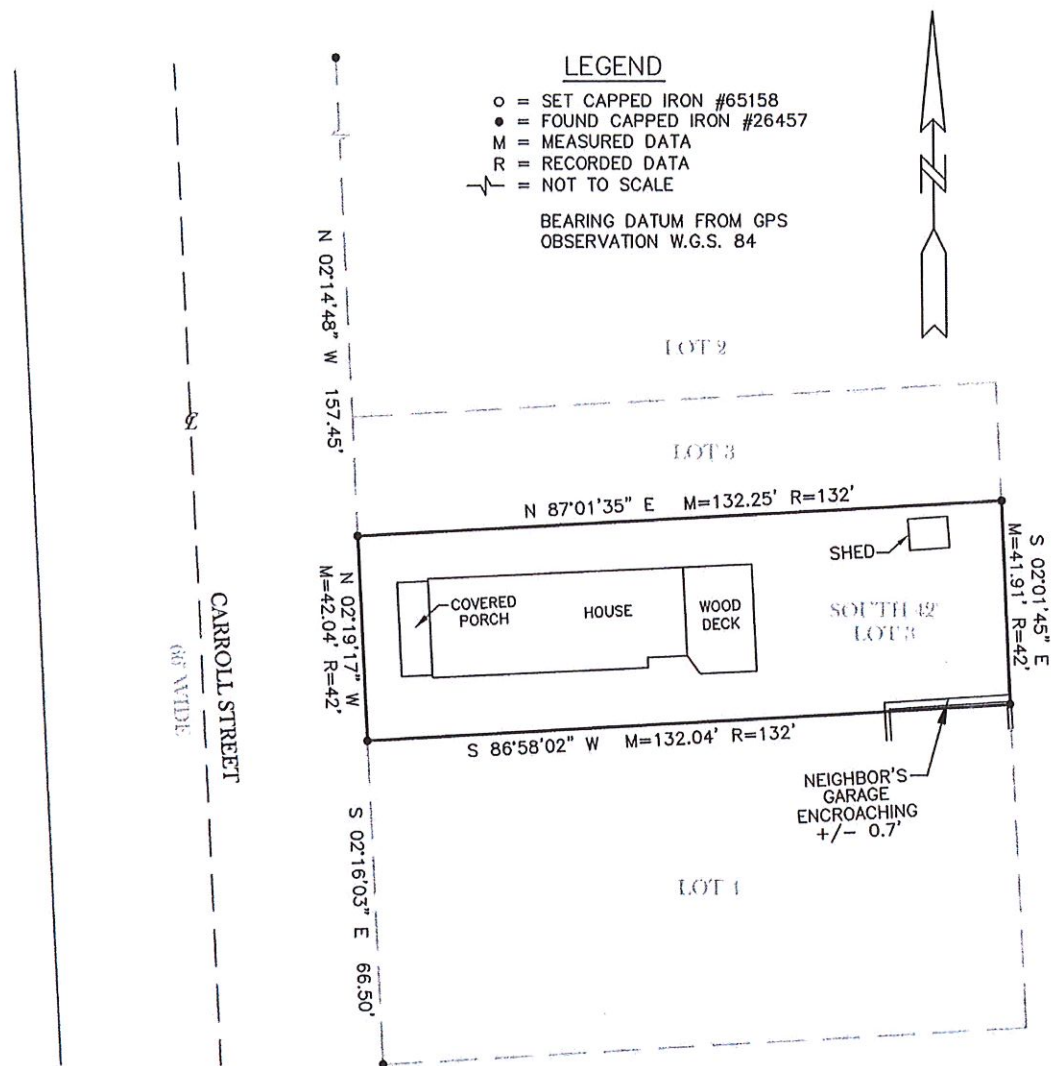 LEGEND
○ = SET CAPPED IRON #65158
● = FOUND CAPPED IRON #26457
M = MEASURED DATA
R = RECORDED DATA
= NOT TO SCALE
BEARING DATUM FROM GPS
OBSERVATION W.G.S. 84
N
N 02°14'48" W 157.45'
LOT 2
LOT 3
N 87°01'35" E M=132.25' R=132'
SHED
S 02°01'45" E
M=41.91' R=42'
N 02°19'17" W
M=42.04' R=42'
COVERED
PORCH
HOUSE
WOOD
DECK
SOUTH 42'
LOT 3
CARROLL STREET
66' WIDE
S 86°58'02" W M=132.04' R=132'
NEIGHBOR'S
GARAGE
ENCROACHING
+/- 0.7'
S 02°16'03" E 66.50'
LOT 4